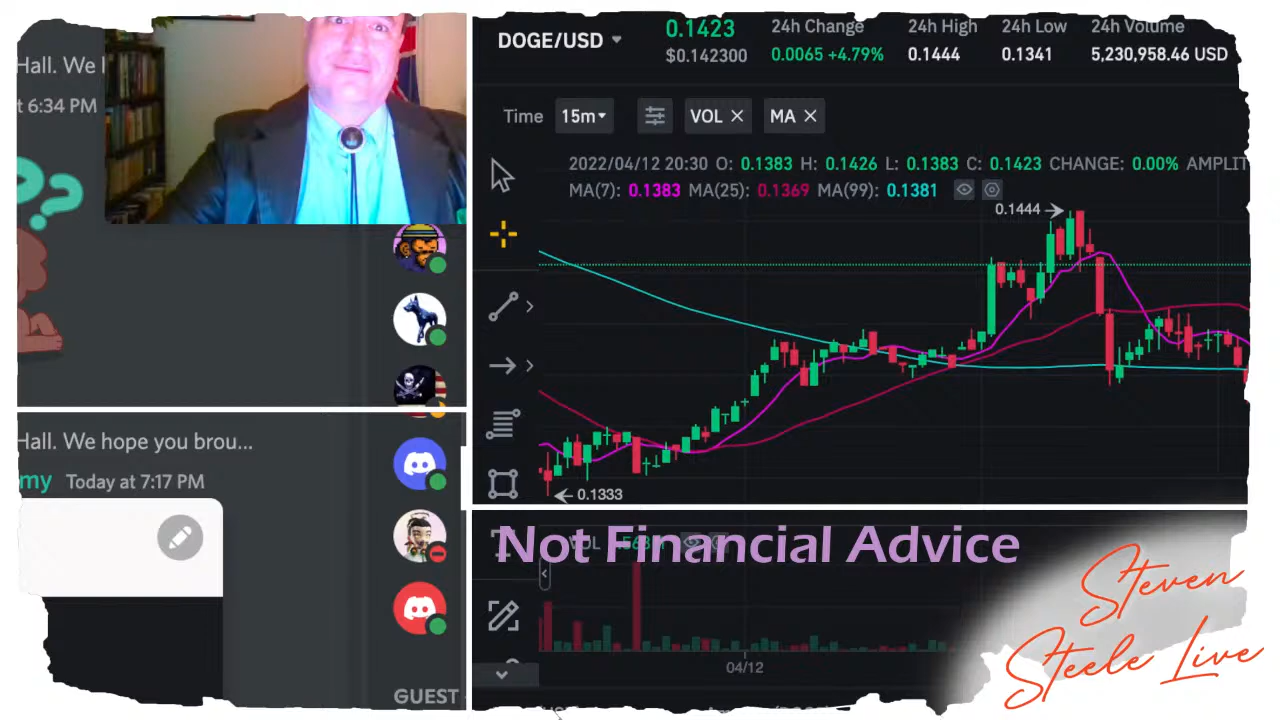 Hall. We
t 6:34 PM
??
Hall. We hope you brou...
my Today at 7:17 PM
GUEST
DOGE/USD
0.1423
$0.142300
24h Change
0.0065 +4.79%
24h High
0.1444
24h Low
0.1341
24h Volume
5,230,958.46 USD
Time 15m VOL MA
2022/04/12 20:30 O: 0.1383 H: 0.1426 L: 0.1383 C: 0.1423 CHANGE: 0.00% AMPLIT
MA(7): 0.1383 MA(25): 0.1369 MA(99): 0.1381
0.1444
0.1333
Not Financial Advice
04/12
Steven
Steele Live